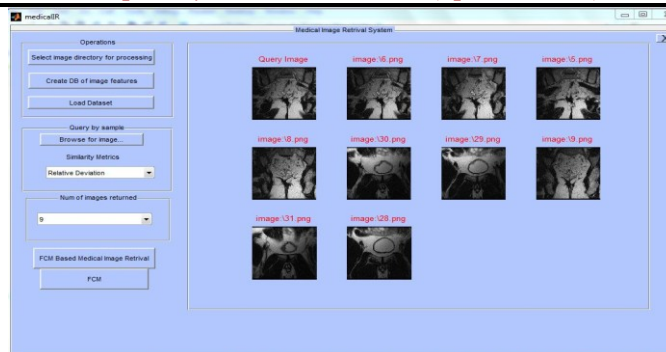 medicalIR
Medical Image Retrival System
Operations
Select image directory for processing
Create DB of image features
Load Dataset
Query by sample
Browse for image...
Similarity Metrics
Relative Deviation
Num of images returned
9
FCM Based Medical Image Retrival
FCM
Query Image
image:\6.png
image:\7.png
image:\5.png
image:\8.png
image:\30.png
image:\29.png
image:\9.png
image:\31.png
image:\28.png